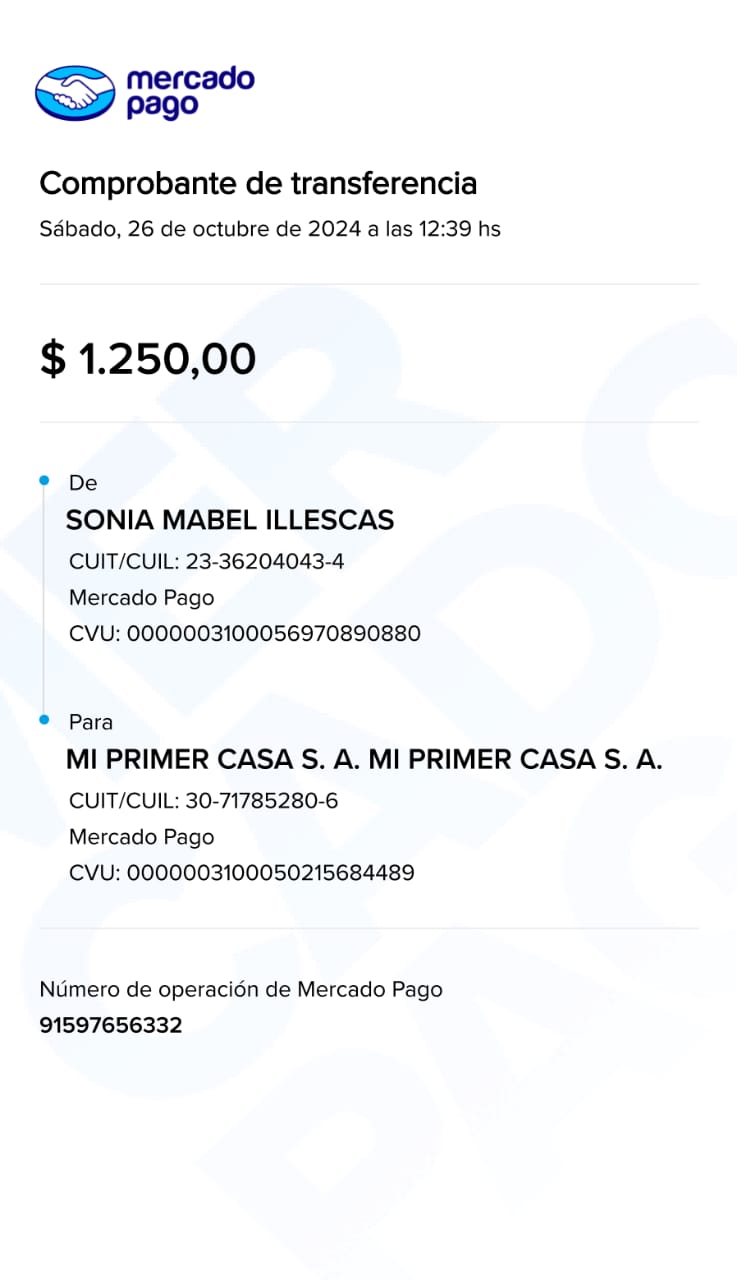 mercado
pago
Comprobante de transferencia
Sábado, 26 de octubre de 2024 a las 12:39 hs
$ 1.250,00
De
SONIA MABEL ILLESCAS
CUIT/CUIL: 23-36204043-4
Mercado Pago
CVU: 0000003100056970890880
Para
MI PRIMER CASA S. A. MI PRIMER CASA S. A.
CUIT/CUIL: 30-71785280-6
Mercado Pago
CVU: 0000003100050215684489
Número de operación de Mercado Pago
91597656332